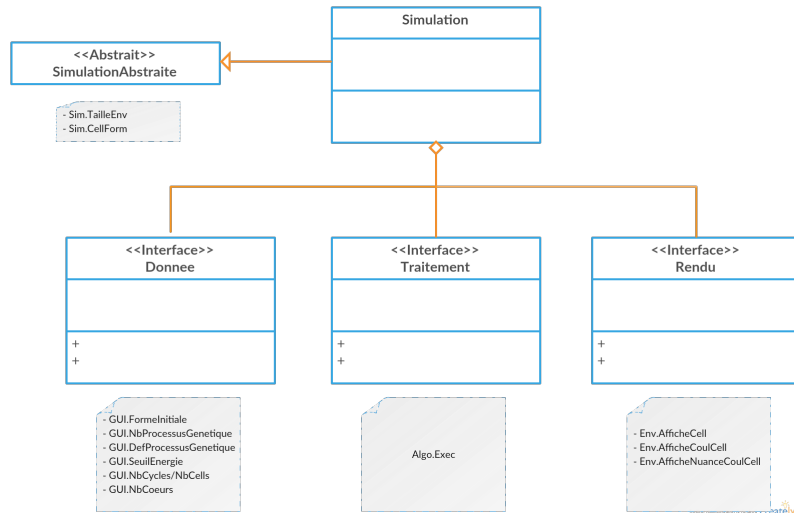 Simulation
<<Abstrait>>
SimulationAbstraite
- Sim.TailleEnv
- Sim.CellForm
<<Interface>>
Donnee
+
+
<<Interface>>
Traitement
+
+
<<Interface>>
Rendu
+
+
- GUI.FormeInitiale
- GUI.NbProcessusGenetique
- GUI.DefProcessusGenetique
- GUI.SeuilEnergie
- GUI.NbCycles/NbCells
- GUI.NbCoeurs
Algo.Exec
- Env.AfficheCell
- Env.AfficheCoulCell
- Env.AfficheNuanceCoulCell